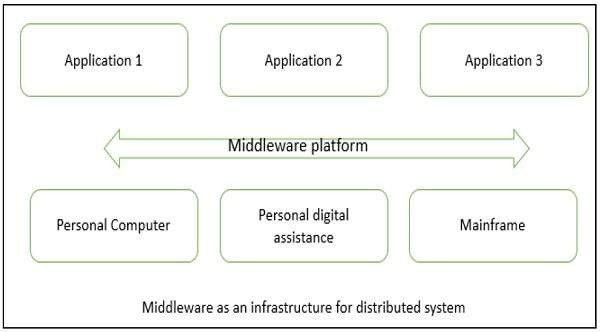 Application 1
Application 2
Application 3
Middleware platform
Personal Computer
Personal digital
assistance
Mainframe
Middleware as an infrastructure for distributed system